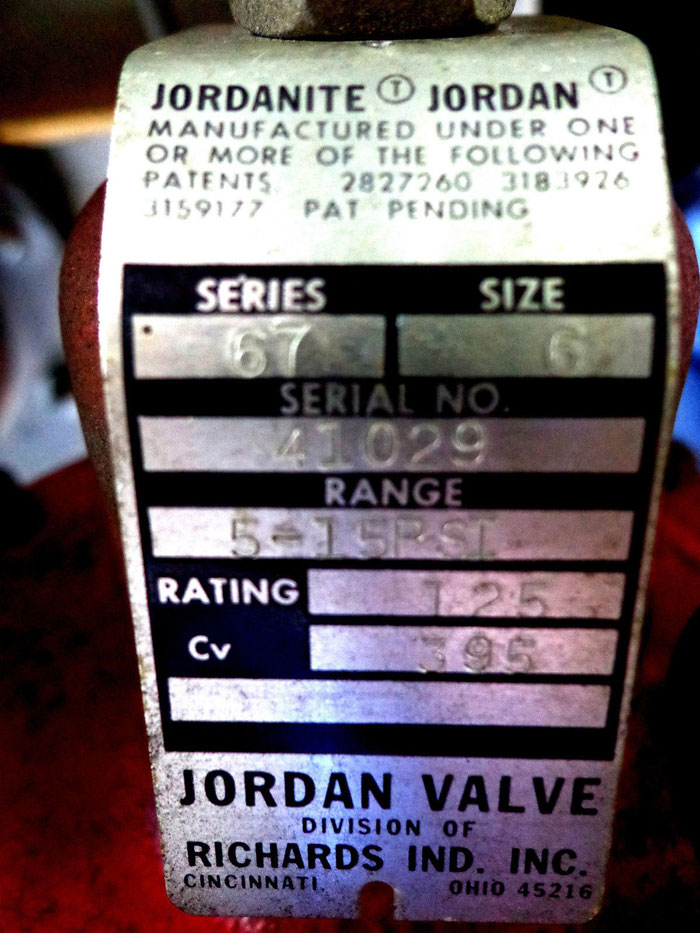 JORDANITE Ⓣ JORDAN Ⓣ
MANUFACTURED UNDER ONE
OR MORE OF THE FOLLOWING
PATENTS 2827260 3183926
3159177 PAT PENDING
SERIES SIZE
67 6
SERIAL NO.
41029
RANGE
5-15PSI
RATING 125
Cv 395
JORDAN VALVE
DIVISION OF
RICHARDS IND. INC.
CINCINNATI, OHIO 45216